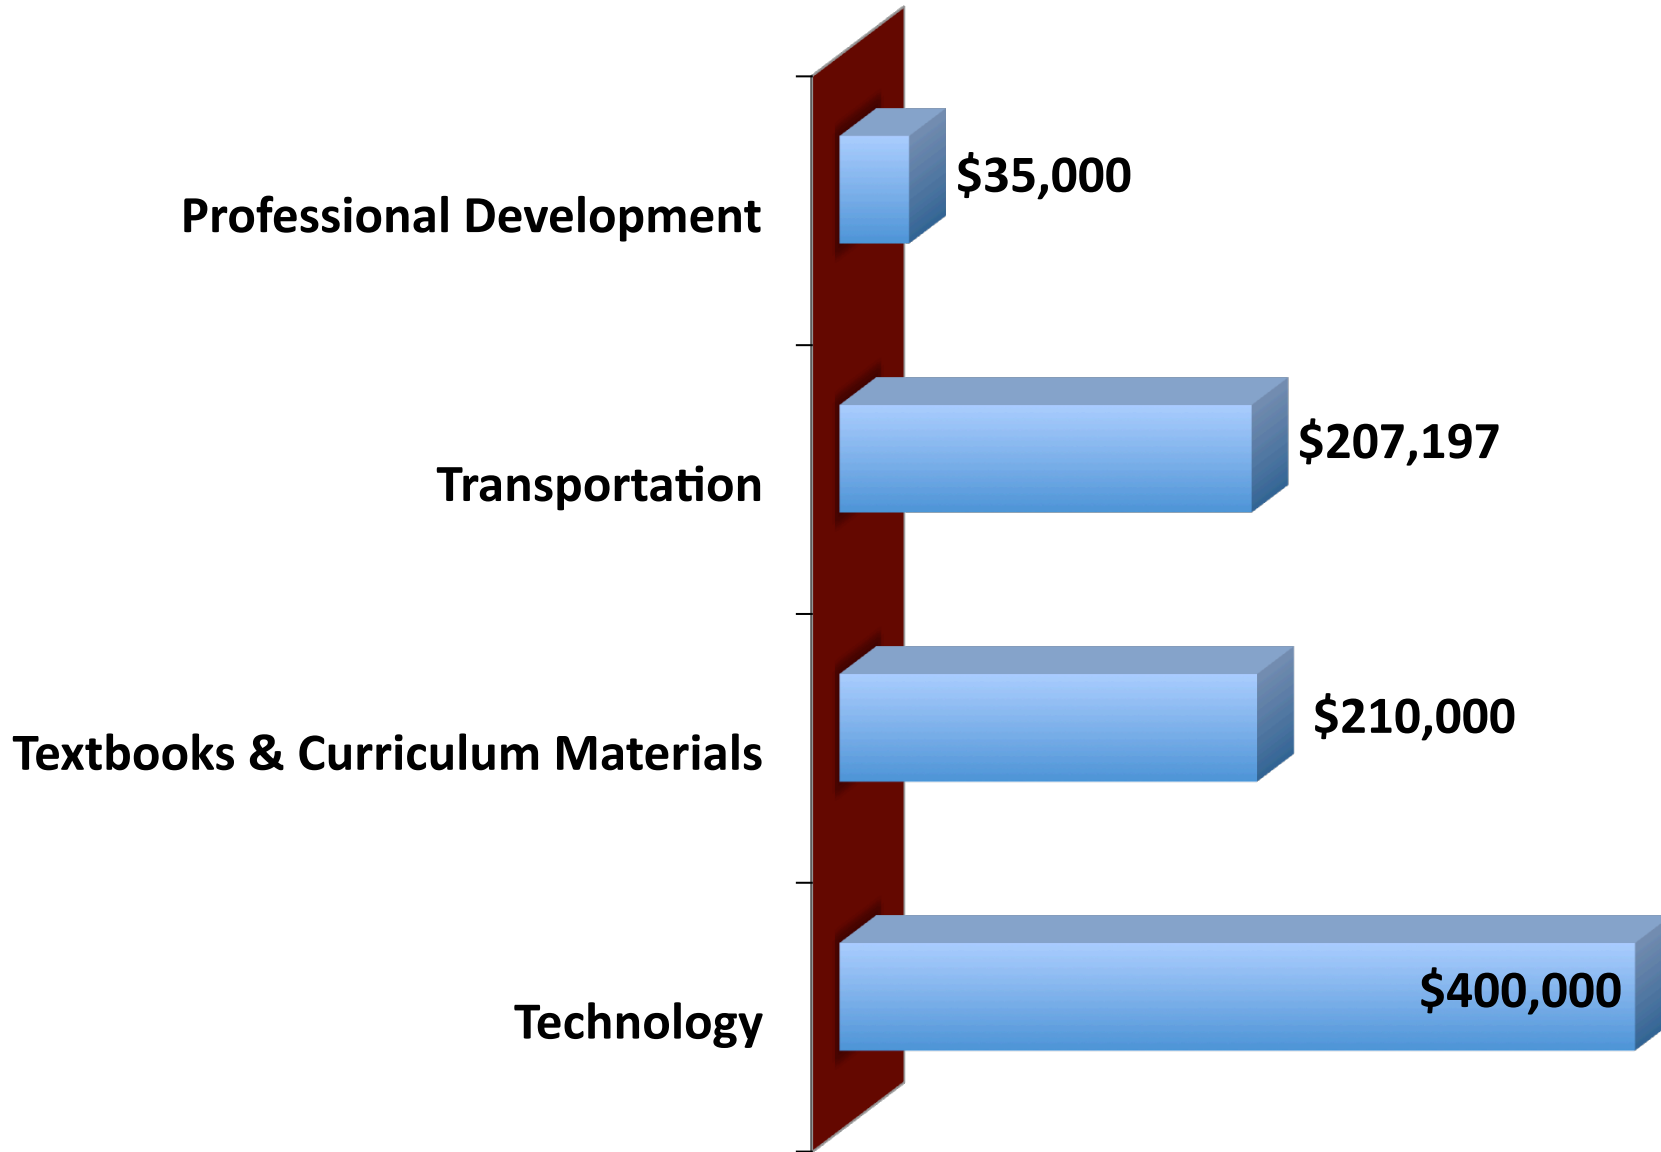 Professional Development
$35,000
Transportation
$207,197
Textbooks & Curriculum Materials
$210,000
Technology
$400,000